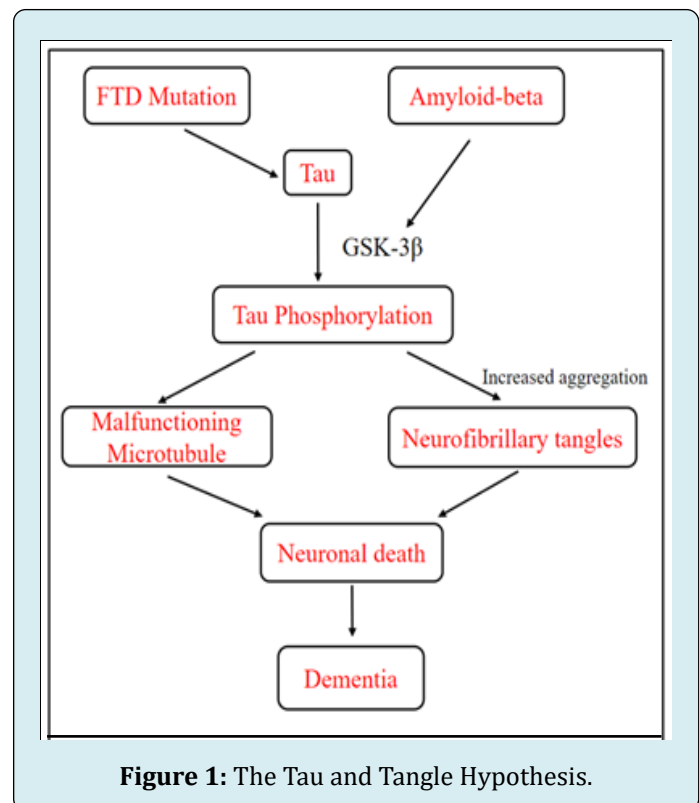 FTD Mutation
Amyloid-beta
Tau
GSK-3β
Tau Phosphorylation
Increased aggregation
Malfunctioning
Microtubule
Neurofibrillary tangles
Neuronal death
Dementia
Figure 1: The Tau and Tangle Hypothesis.